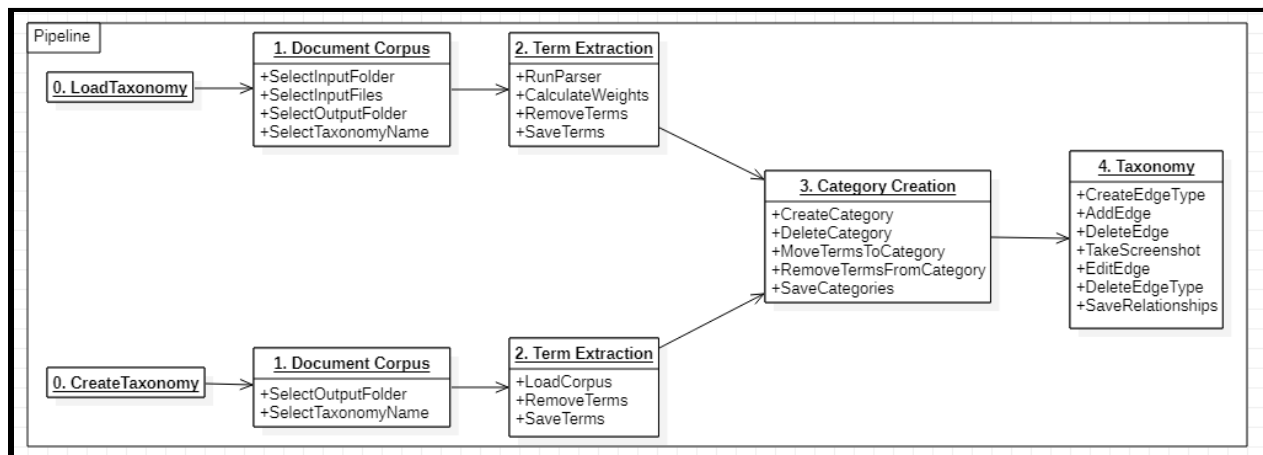 Pipeline
0. LoadTaxonomy
1. Document Corpus
+SelectInputFolder
+SelectInputFiles
+SelectOutputFolder
+SelectTaxonomyName
2. Term Extraction
+RunParser
+CalculateWeights
+RemoveTerms
+SaveTerms
3. Category Creation
+CreateCategory
+DeleteCategory
+MoveTermsToCategory
+RemoveTermsFromCategory
+SaveCategories
4. Taxonomy
+CreateEdgeType
+AddEdge
+DeleteEdge
+TakeScreenshot
+EditEdge
+DeleteEdgeType
+SaveRelationships
0. CreateTaxonomy
1. Document Corpus
+SelectOutputFolder
+SelectTaxonomyName
2. Term Extraction
+LoadCorpus
+RemoveTerms
+SaveTerms